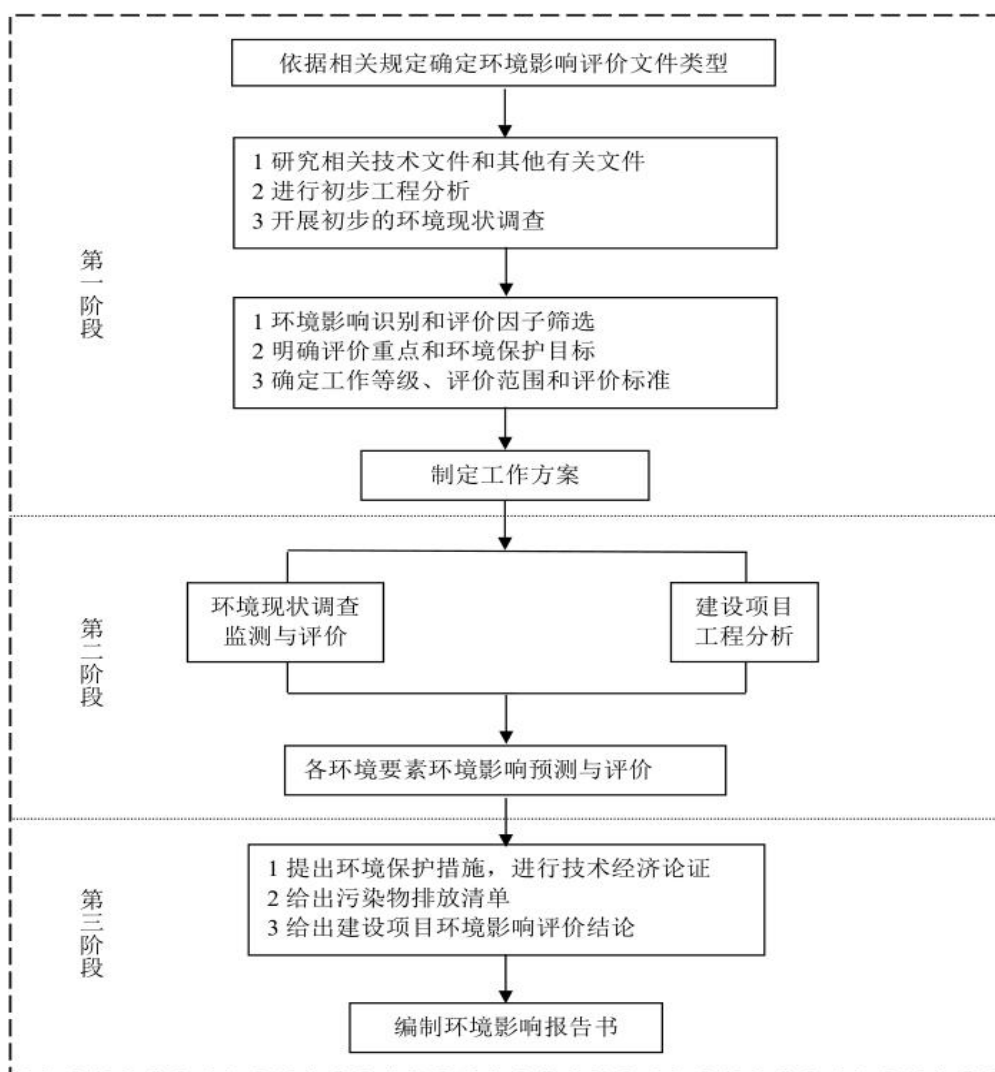 依据相关规定确定环境影响评价文件类型
1 研究相关技术文件和其他有关文件
2 进行初步工程分析
3 开展初步的环境现状调查
第一阶段
1 环境影响识别和评价因子筛选
2 明确评价重点和环境保护目标
3 确定工作等级、评价范围和评价标准
制定工作方案
第二阶段
环境现状调查
监测与评价
建设项目
工程分析
各环境要素环境影响预测与评价
第三阶段
1 提出环境保护措施，进行技术经济论证
2 给出污染物排放清单
3 给出建设项目环境影响评价结论
编制环境影响报告书